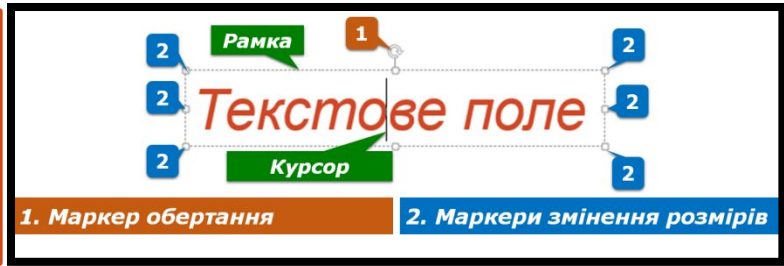 1
2
Рамка
2
2
Текстове поле
2
2
Курсор
2
1. Маркер обертання
2. Маркери змінення розмірів